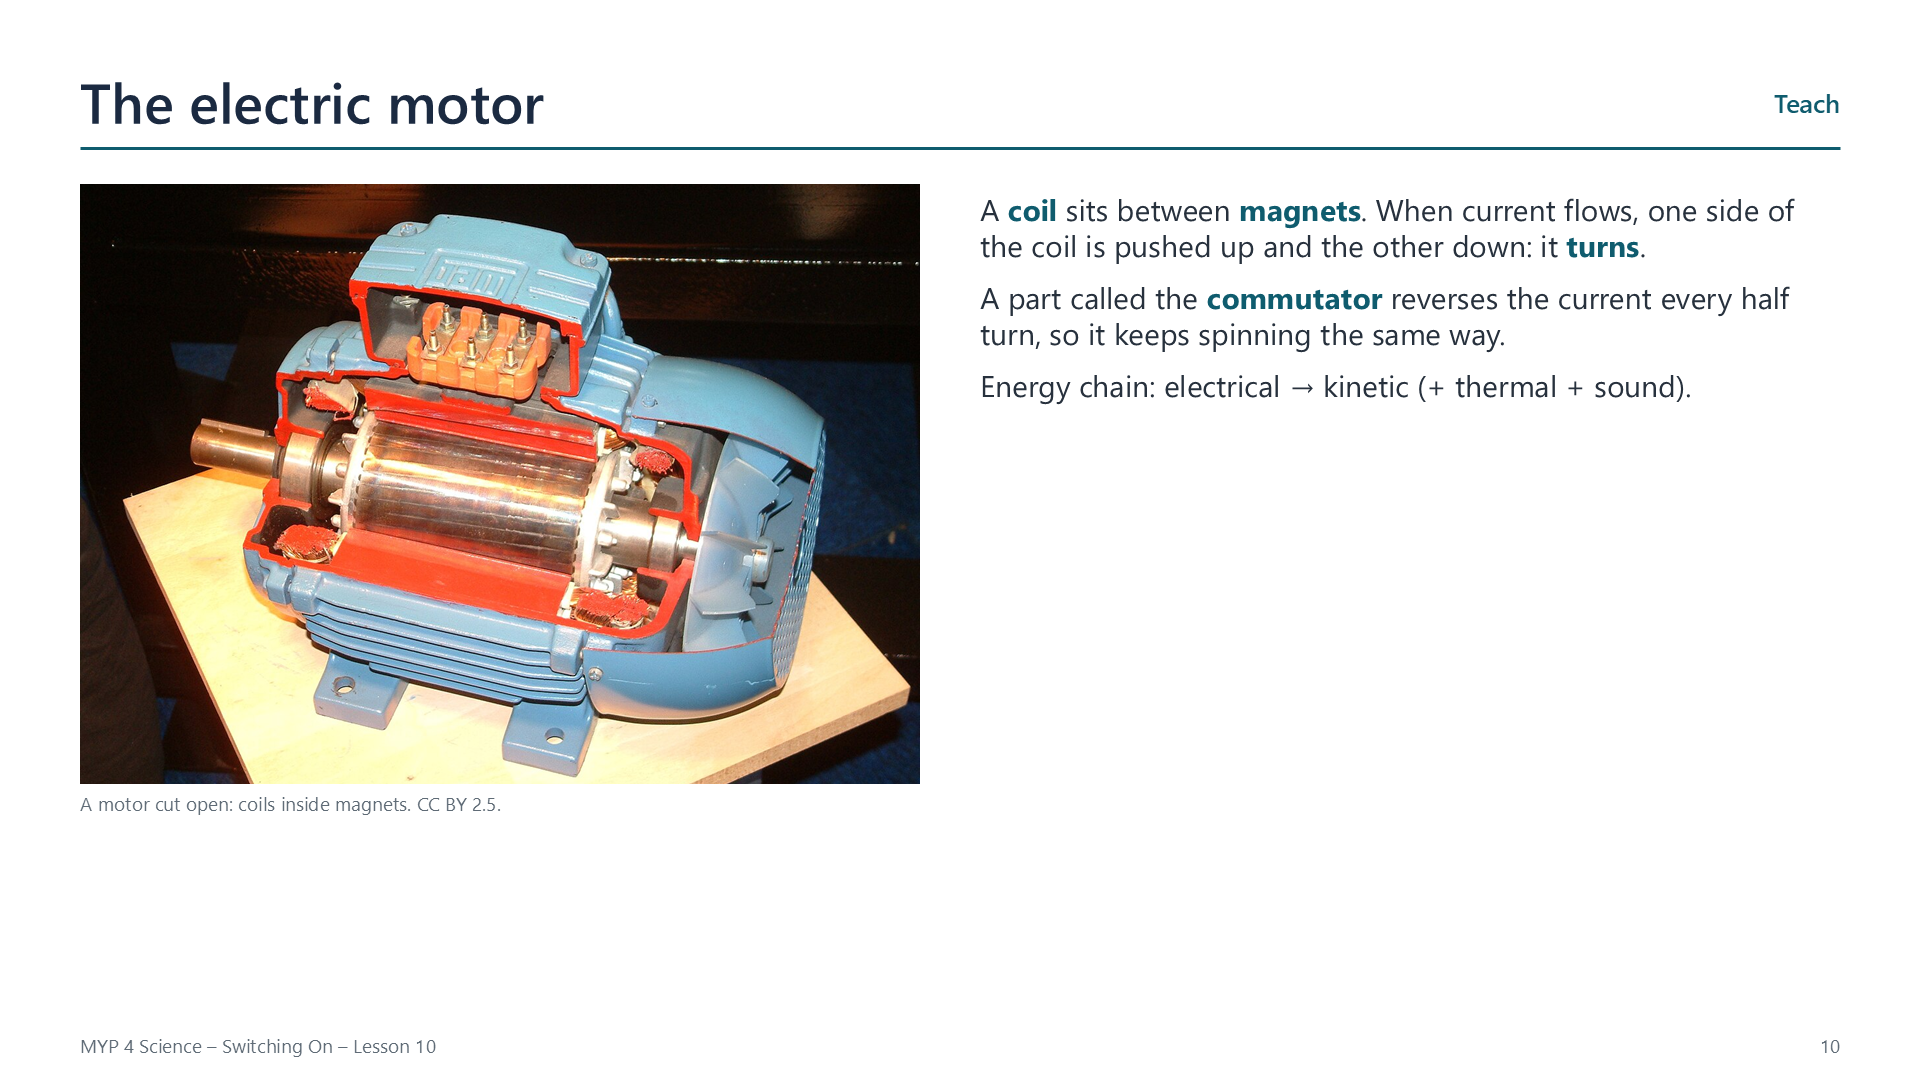 The electric motor
Teach
A coil sits between magnets. When current flows, one side of
the coil is pushed up and the other down: it turns.
A part called the commutator reverses the current every half
turn, so it keeps spinning the same way.
Energy chain: electrical → kinetic (+ thermal + sound).
A motor cut open: coils inside magnets. CC BY 2.5.
MYP 4 Science – Switching On – Lesson 10
10